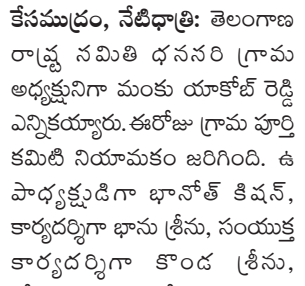 కేసముద్రం, నేటిధాత్రి: తెలంగాణ
రాష్ట్ర సమితి ధనసరి గ్రామ
అధ్యక్షునిగా మంకు యాకోబ్ రెడ్డి
ఎన్నికయ్యారు.ఈరోజు గ్రామ పూర్తి
కమిటి నియామకం జరిగింది. ఉ
పాధ్యక్షుడిగా భానోత్ కిషన్,
కార్యదర్శిగా భాను శ్రీను, సంయుక్త
కార్యదర్శిగా కొండ శ్రీను,